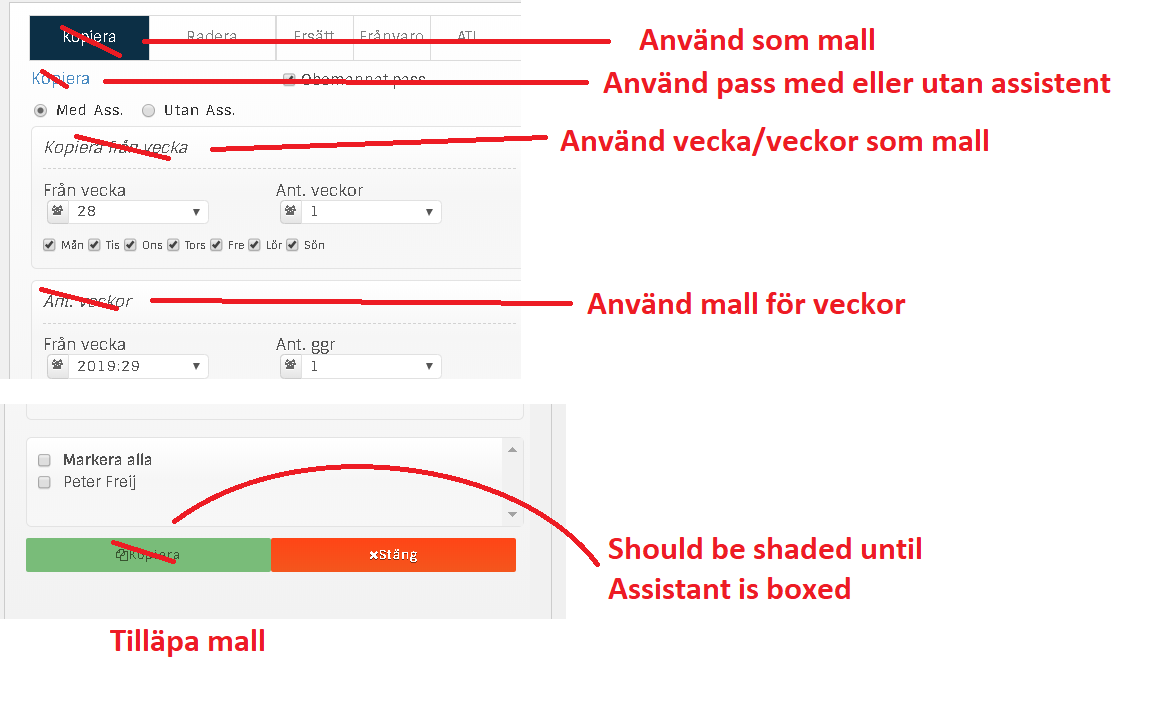 Kopiera Radera Ersätt Frånvaro ATL
Använd som mall
Kopiera Obemannat pass
Använd pass med eller utan assistent
Med Ass. Utan Ass.
Kopiera från vecka
Använd vecka/veckor som mall
Från vecka Ant. veckor
28 1
Mån Tis Ons Tors Fre Lör Sön
Ant. veckor
Använd mall för veckor
Från vecka Ant. ggr
2019:29 1
Markera alla
Peter Freij
Kopiera Stäng
Should be shaded until
Assistant is boxed
Tilläpa mall